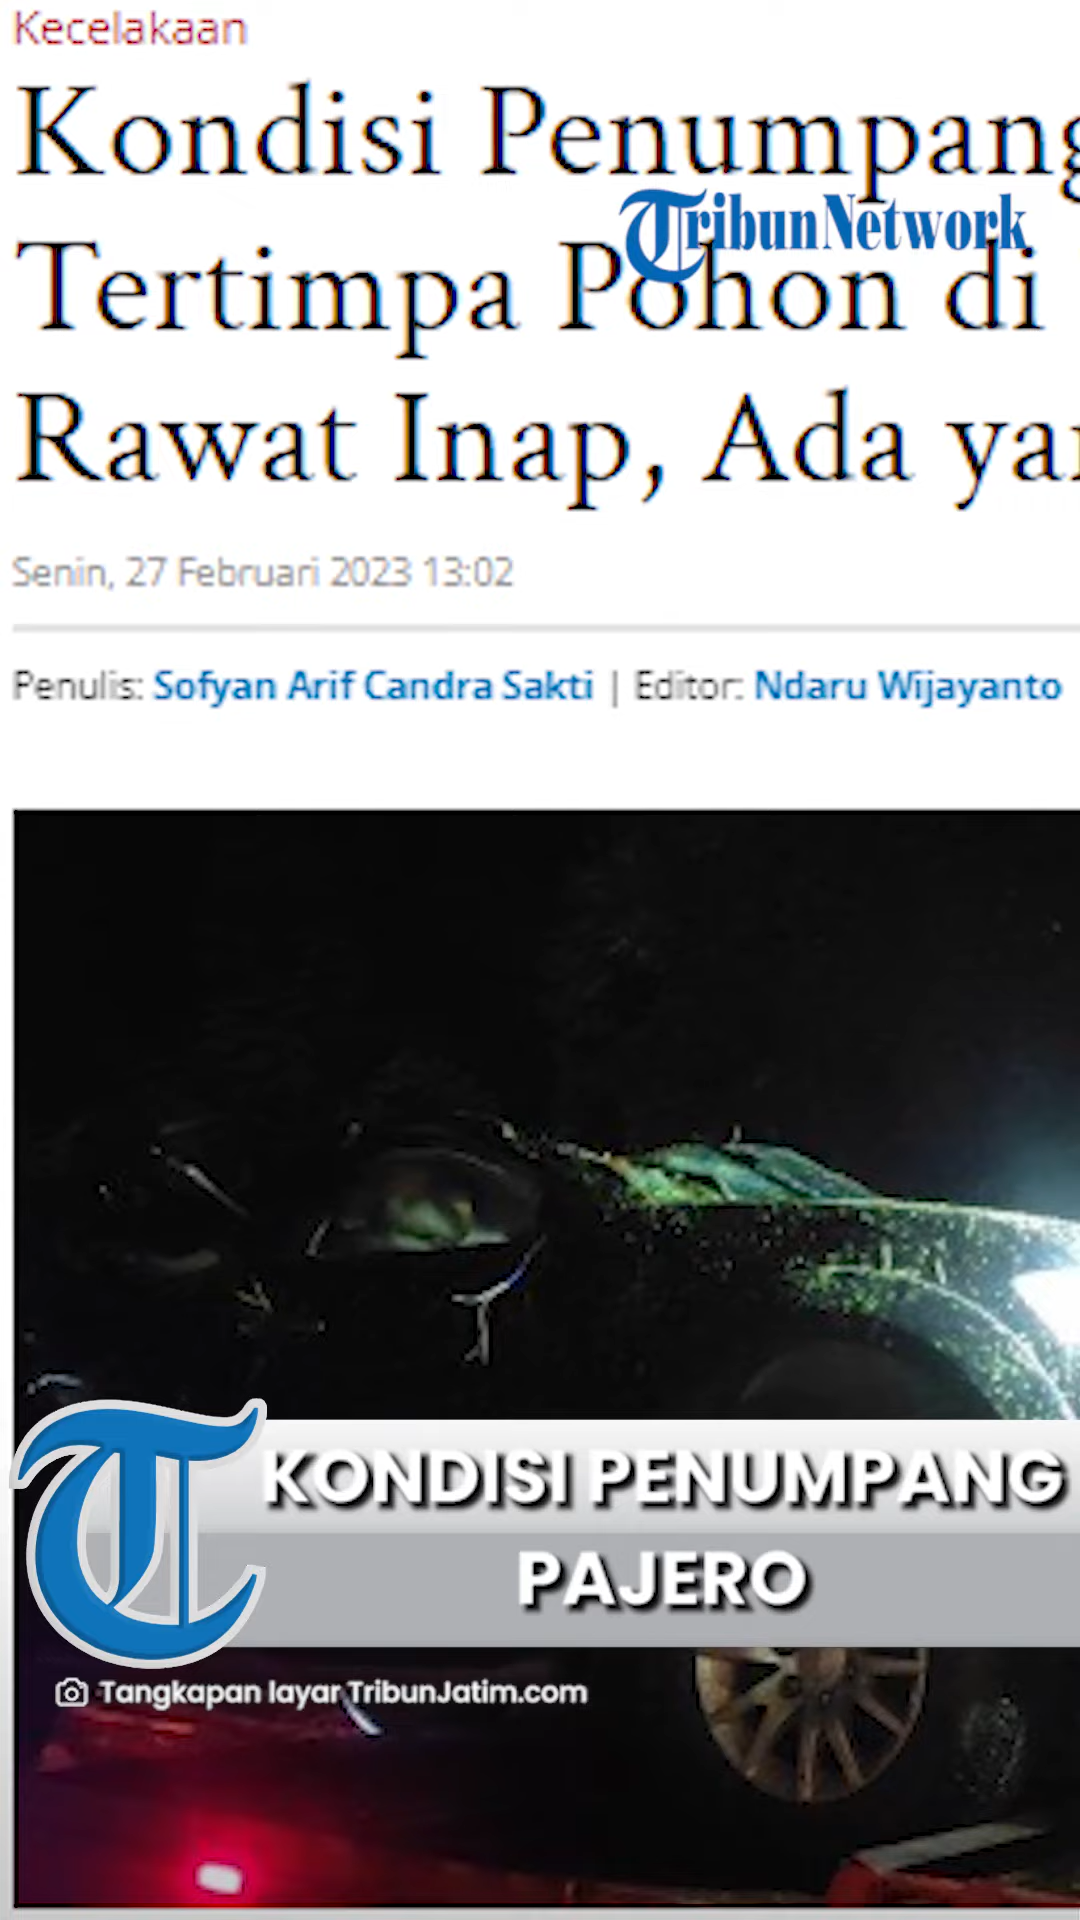 Kecelakaan
Kondisi Penumpang
TribunNetwork
Tertimpa Pohon di
Rawat Inap, Ada
Senin, 27 Februari 2023 13:02
Penulis: Sofyan Arif Candra Sakti | Editor: Ndaru Wijayanto
KONDISI PENUMPANG
PAJERO
Tangkapan layar TribunJatim.com